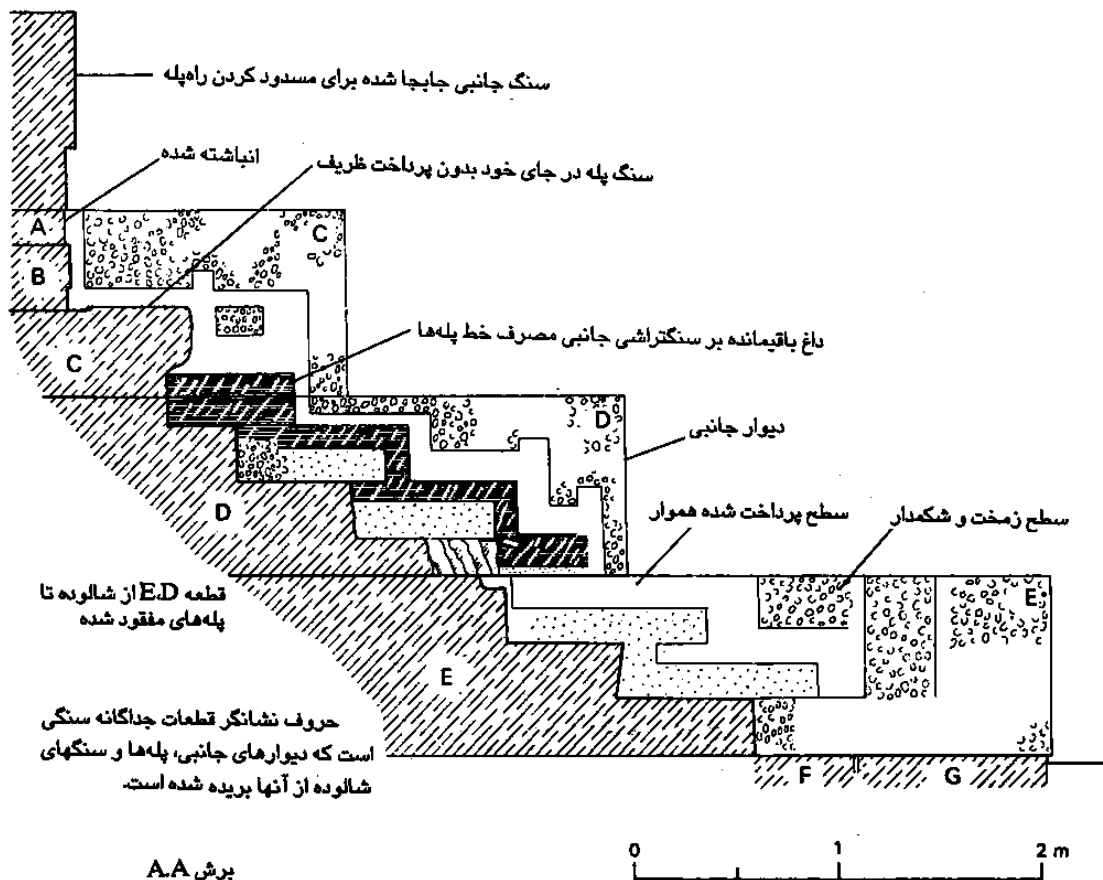 سنگ جانبی جابجا شده برای مسدود کردن راه‌پله
انباشته شده
سنگ پله در جای خود بدون پرداخت ظریف
A
C
B
داغ باقیمانده بر سنگتراشی جانبی مصرف خط پله‌ها
C
D
دیوار جانبی
سطح پرداخت شده هموار
سطح زمخت و شکمدار
D
قطعه E.D از شالوده تا
پله‌های مفقود شده
E
E
حروف نشانگر قطعات جداگانه سنگی
است که دیوارهای جانبی، پله‌ها و سنگهای
شالوده از آنها بریده شده است.
F
G
برش A.A
0 1 2 m